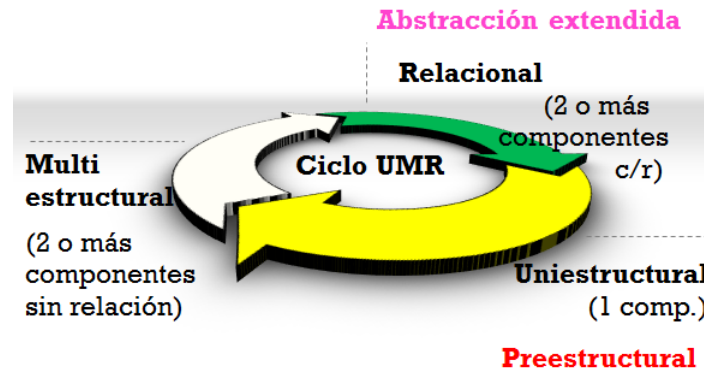 Abstracción extendida
Relacional
(2 o más
componentes
c/r)
Ciclo UMR
Multi
estructural
(2 o más
componentes
sin relación)
Uniestructural
(1 comp.)
Preestructural